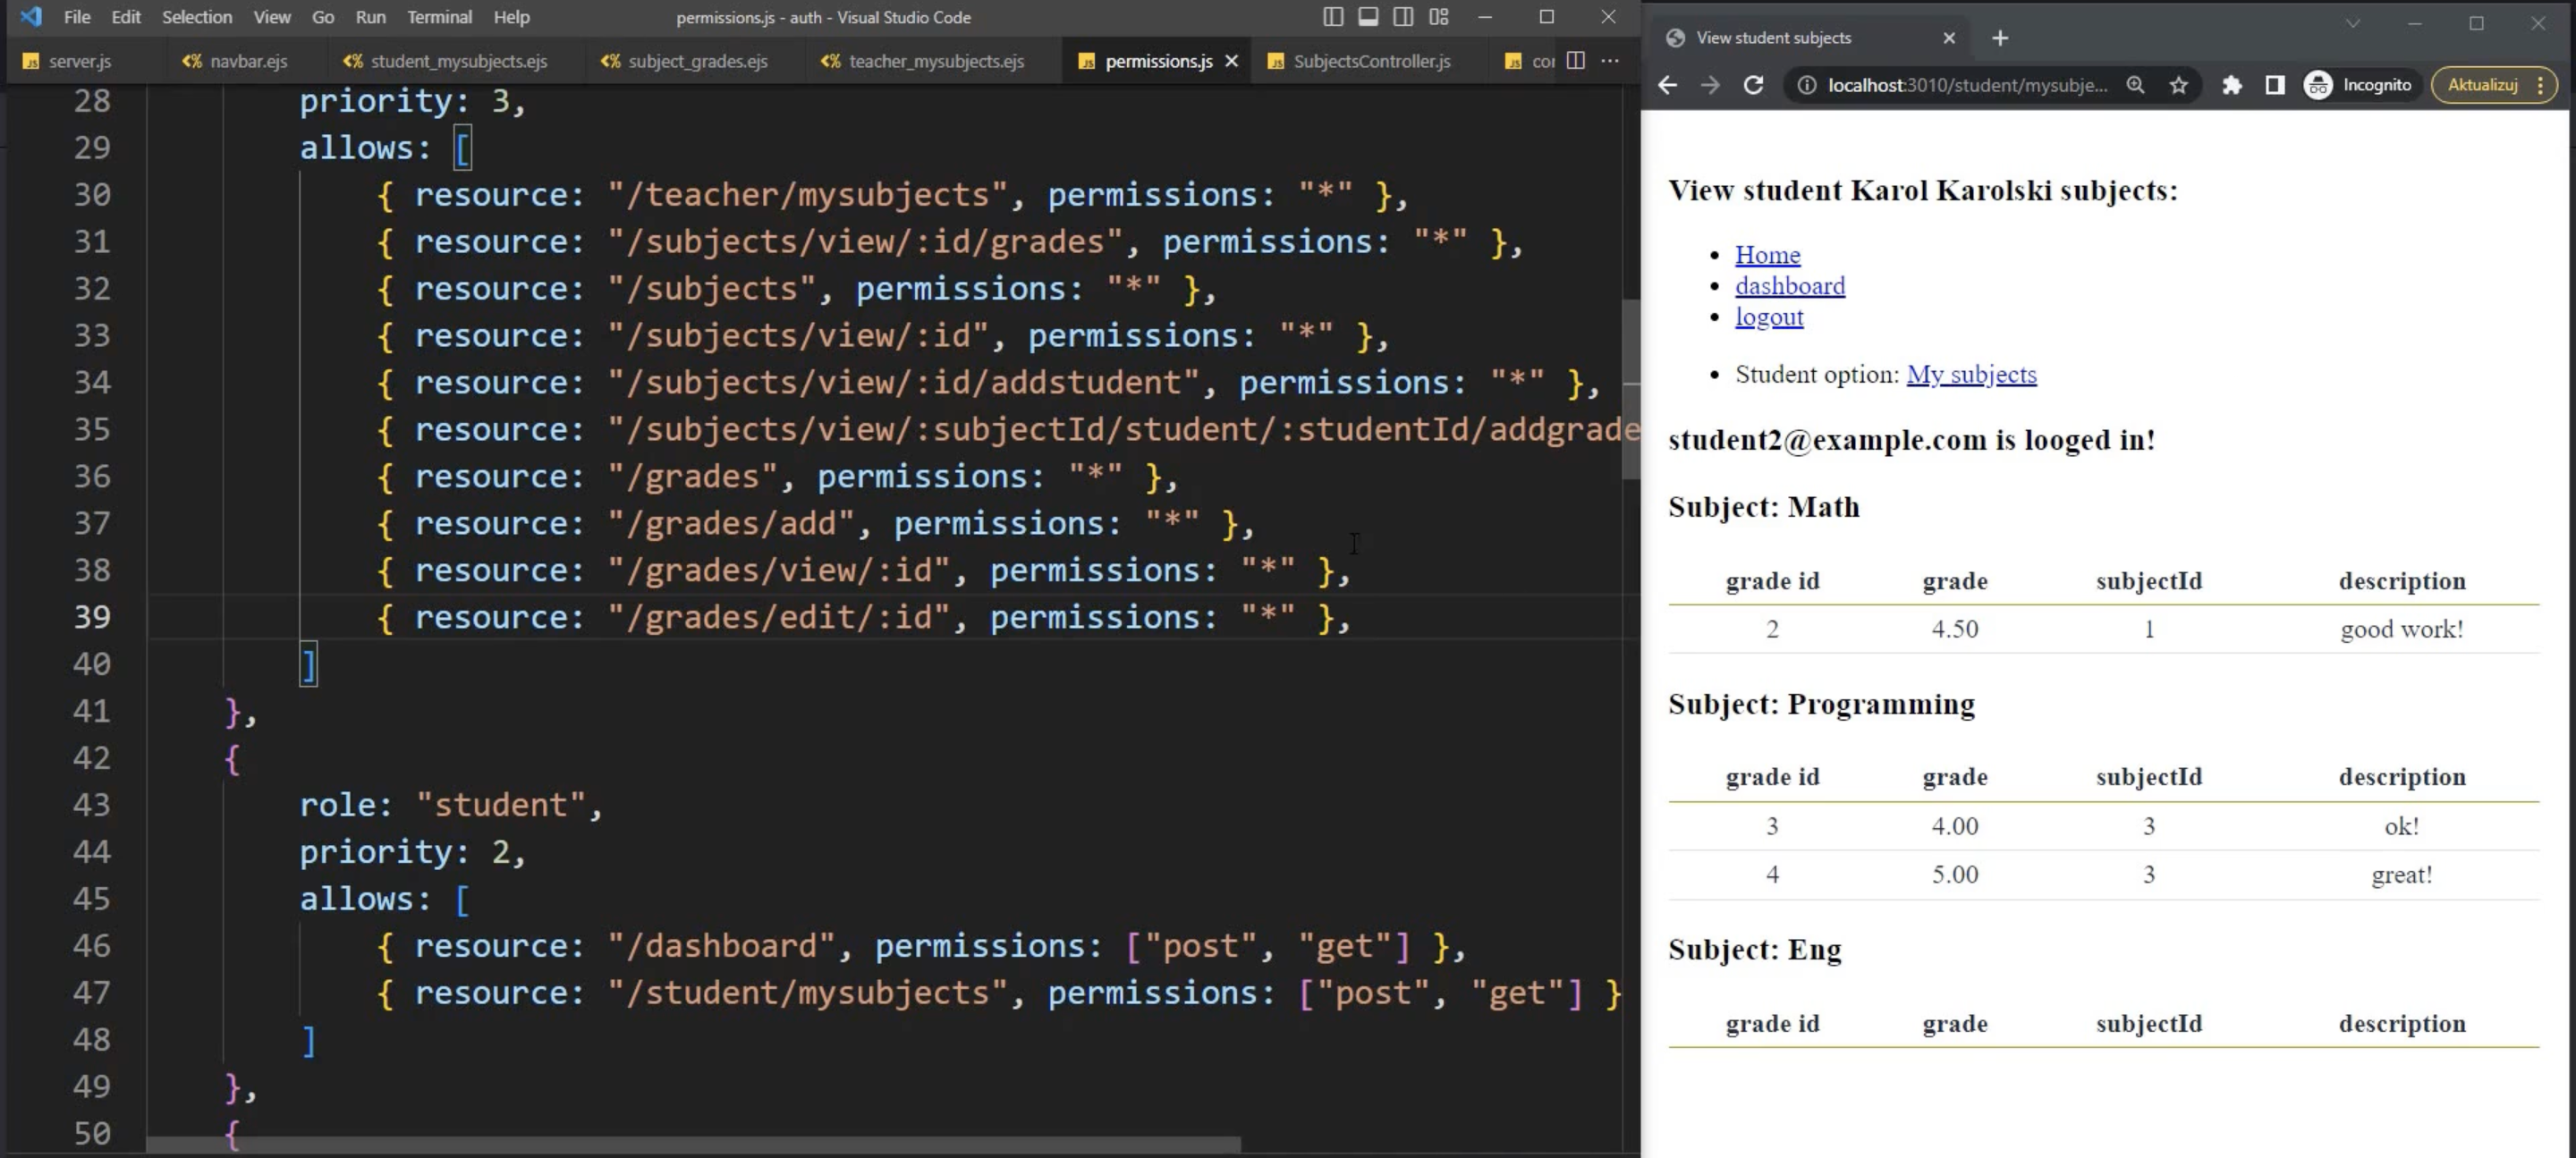 File Edit Selection View Go Run Terminal Help permissions.js - auth - Visual Studio Code
server.js navbar.ejs student_mysubjects.ejs subject_grades.ejs teacher_mysubjects.ejs permissions.js SubjectsController.js cor
28 priority: 3,
29 allows: [
30 { resource: "/teacher/mysubjects", permissions: "*" },
31 { resource: "/subjects/view/:id/grades", permissions: "*" },
32 { resource: "/subjects", permissions: "*" },
33 { resource: "/subjects/view/:id", permissions: "*" },
34 { resource: "/subjects/view/:id/addstudent", permissions: "*" },
35 { resource: "/subjects/view/:subjectId/student/:studentId/addgrade
36 { resource: "/grades", permissions: "*" },
37 { resource: "/grades/add", permissions: "*" },
38 { resource: "/grades/view/:id", permissions: "*" },
39 { resource: "/grades/edit/:id", permissions: "*" },
40 ]
41 },
42 {
43 role: "student",
44 priority: 2,
45 allows: [
46 { resource: "/dashboard", permissions: ["post", "get"] },
47 { resource: "/student/mysubjects", permissions: ["post", "get"] }
48 ]
49 },
50 {
View student subjects
localhost:3010/student/mysubje... Incognito Aktualizuj
View student Karol Karolski subjects:
• Home
• dashboard
• logout
• Student option: My subjects
student2@example.com is looged in!
Subject: Math
grade id grade subjectId description
2 4.50 1 good work!
Subject: Programming
grade id grade subjectId description
3 4.00 3 ok!
4 5.00 3 great!
Subject: Eng
grade id grade subjectId description